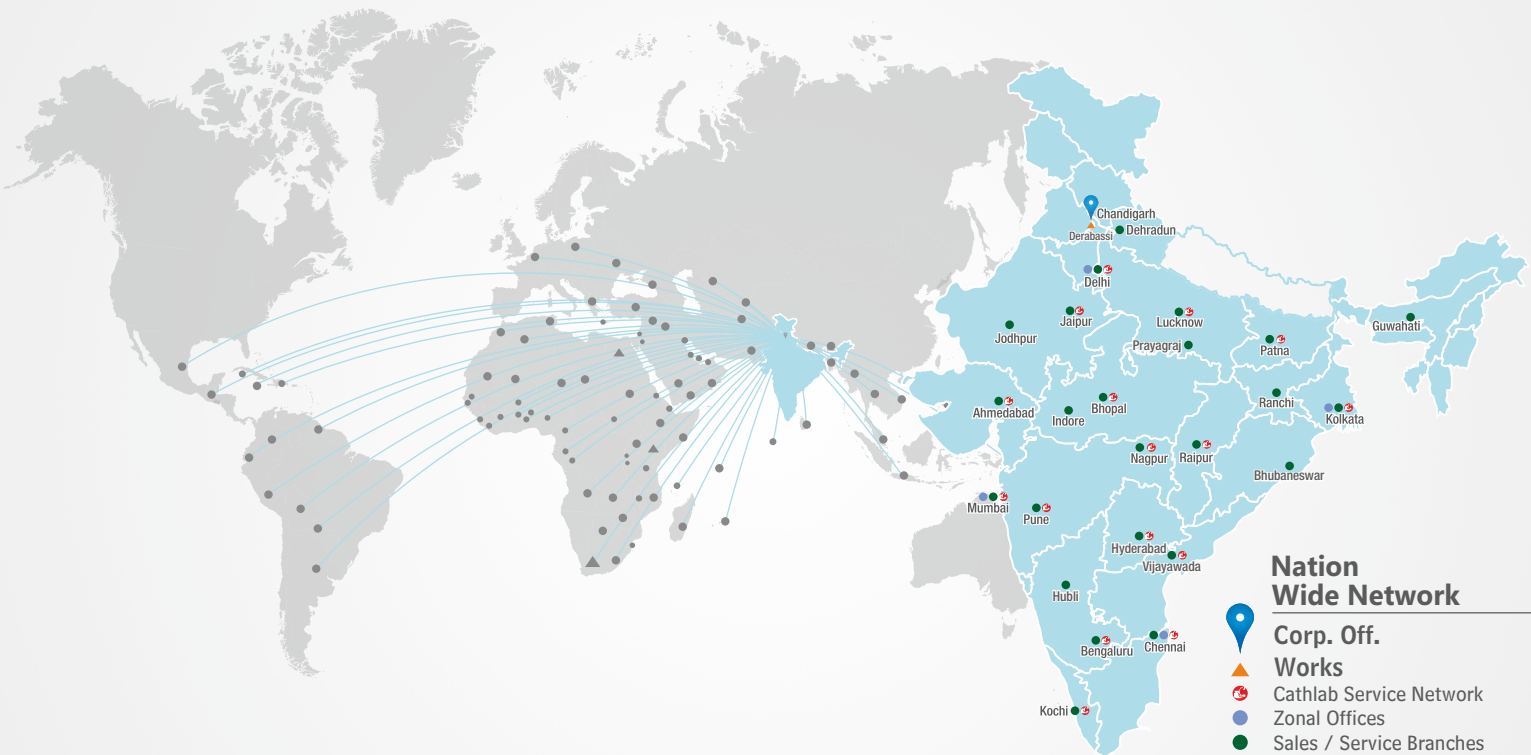 Chandigarh
Derabassi
Dehradun
Delhi
Jaipur
Lucknow
Jodhpur
Prayagraj
Patna
Guwahati
Ahmedabad
Indore
Bhopal
Ranchi
Kolkata
Nagpur
Raipur
Bhubaneswar
Mumbai
Pune
Hyderabad
Vijayawada
Hubli
Bengaluru
Chennai
Kochi
Nation
Wide Network
Corp. Off.
Works
Cathlab Service Network
Zonal Offices
Sales / Service Branches